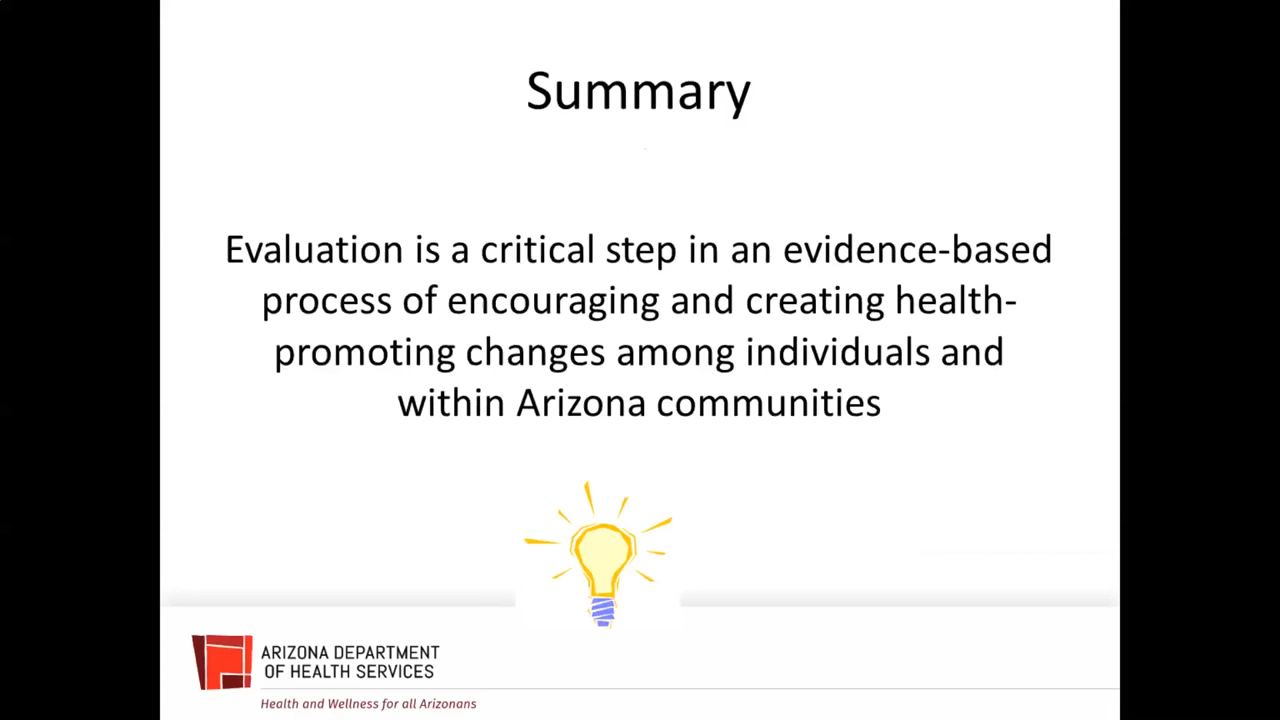 Summary
Evaluation is a critical step in an evidence-based
process of encouraging and creating health-
promoting changes among individuals and
within Arizona communities
ARIZONA DEPARTMENT
OF HEALTH SERVICES
Health and Wellness for all Arizonans